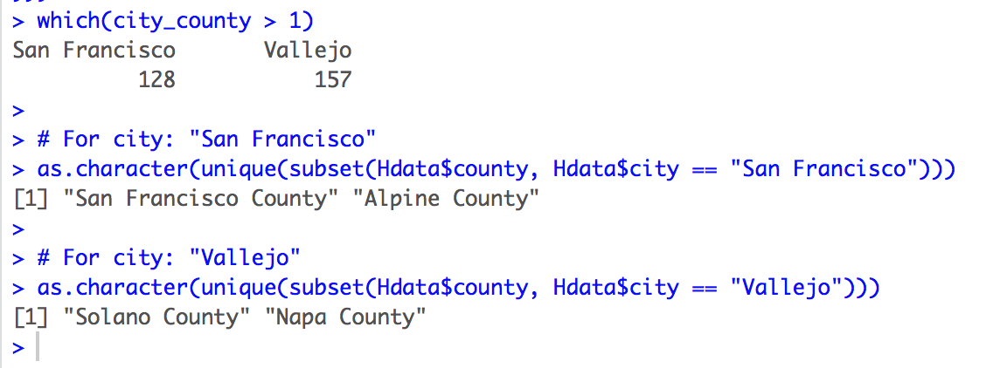 > which(city_county > 1)
San Francisco       Vallejo
          128           157
>
> # For city: "San Francisco"
> as.character(unique(subset(Hdata$county, Hdata$city == "San Francisco")))
[1] "San Francisco County" "Alpine County"
>
> # For city: "Vallejo"
> as.character(unique(subset(Hdata$county, Hdata$city == "Vallejo")))
[1] "Solano County" "Napa County"
>